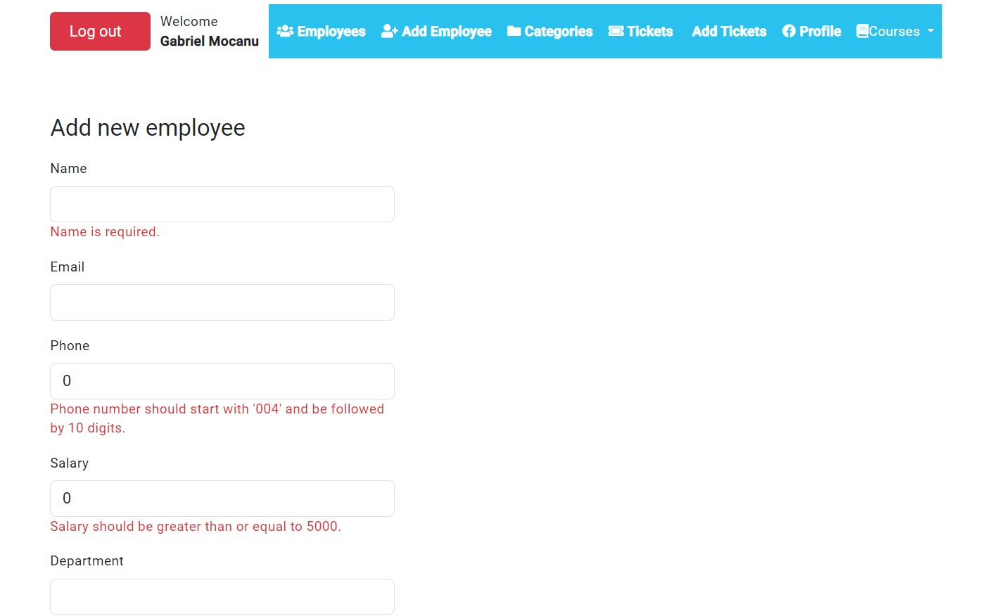 Log out
Welcome
Gabriel Mocanu
Employees Add Employee Categories Tickets Add Tickets Profile Courses
Add new employee
Name
Name is required.
Email
Phone
0
Phone number should start with '004' and be followed
by 10 digits.
Salary
0
Salary should be greater than or equal to 5000.
Department